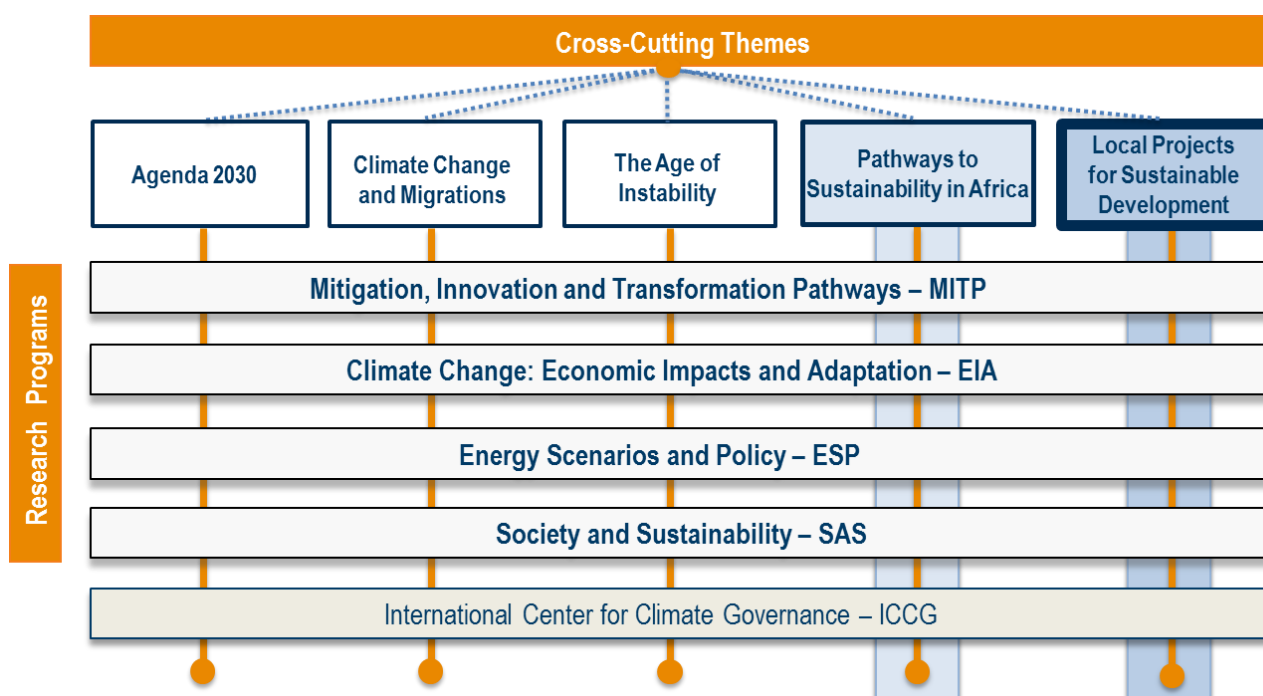 Cross-Cutting Themes
Agenda 2030
Climate Change
and Migrations
The Age of
Instability
Pathways to
Sustainability in Africa
Local Projects
for Sustainable
Development
Research Programs
Mitigation, Innovation and Transformation Pathways – MITP
Climate Change: Economic Impacts and Adaptation – EIA
Energy Scenarios and Policy – ESP
Society and Sustainability – SAS
International Center for Climate Governance – ICCG